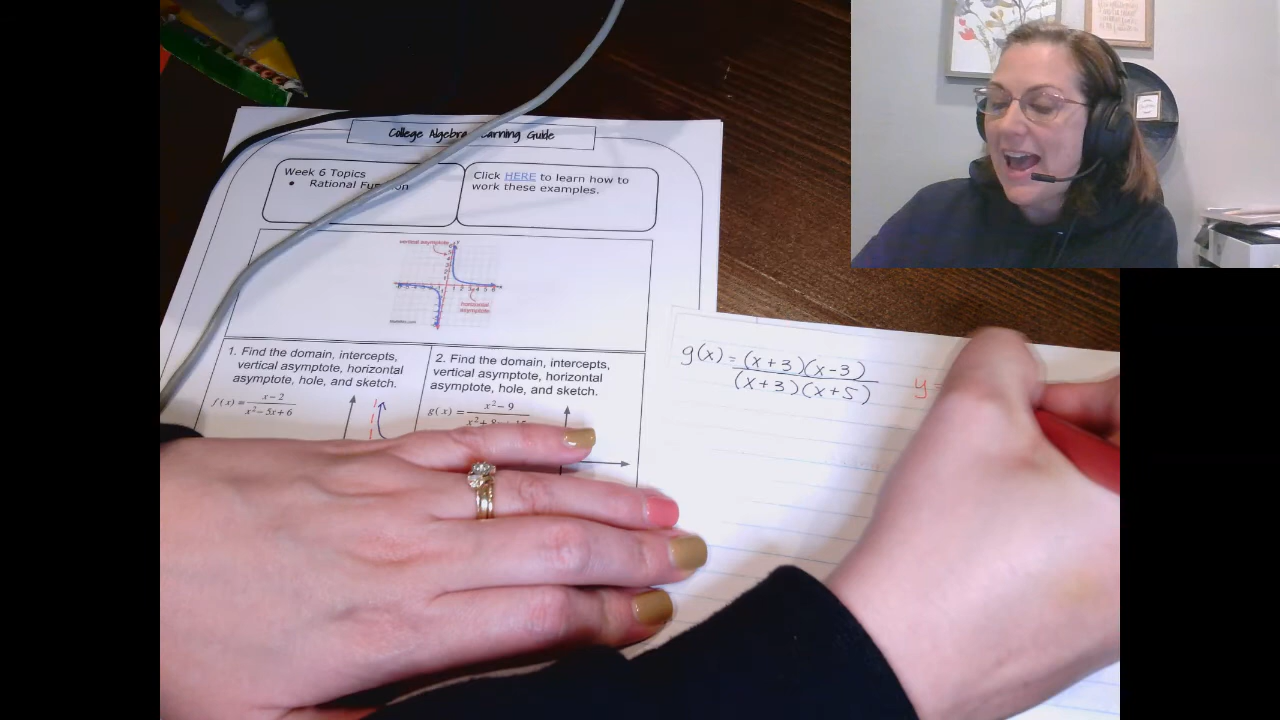 College Algebra Learning Guide
Week 6 Topics
• Rational Function
Click HERE to learn how to
work these examples.
vertical asymptote
horizontal
asymptote
1. Find the domain, intercepts,
vertical asymptote, horizontal
asymptote, hole, and sketch.
f(x) = x-2 / x²-5x+6
2. Find the domain, intercepts,
vertical asymptote, horizontal
asymptote, hole, and sketch.
g(x) = x²-9
g(x) = (x+3)(x-3) / (x+3)(x+5)
y=